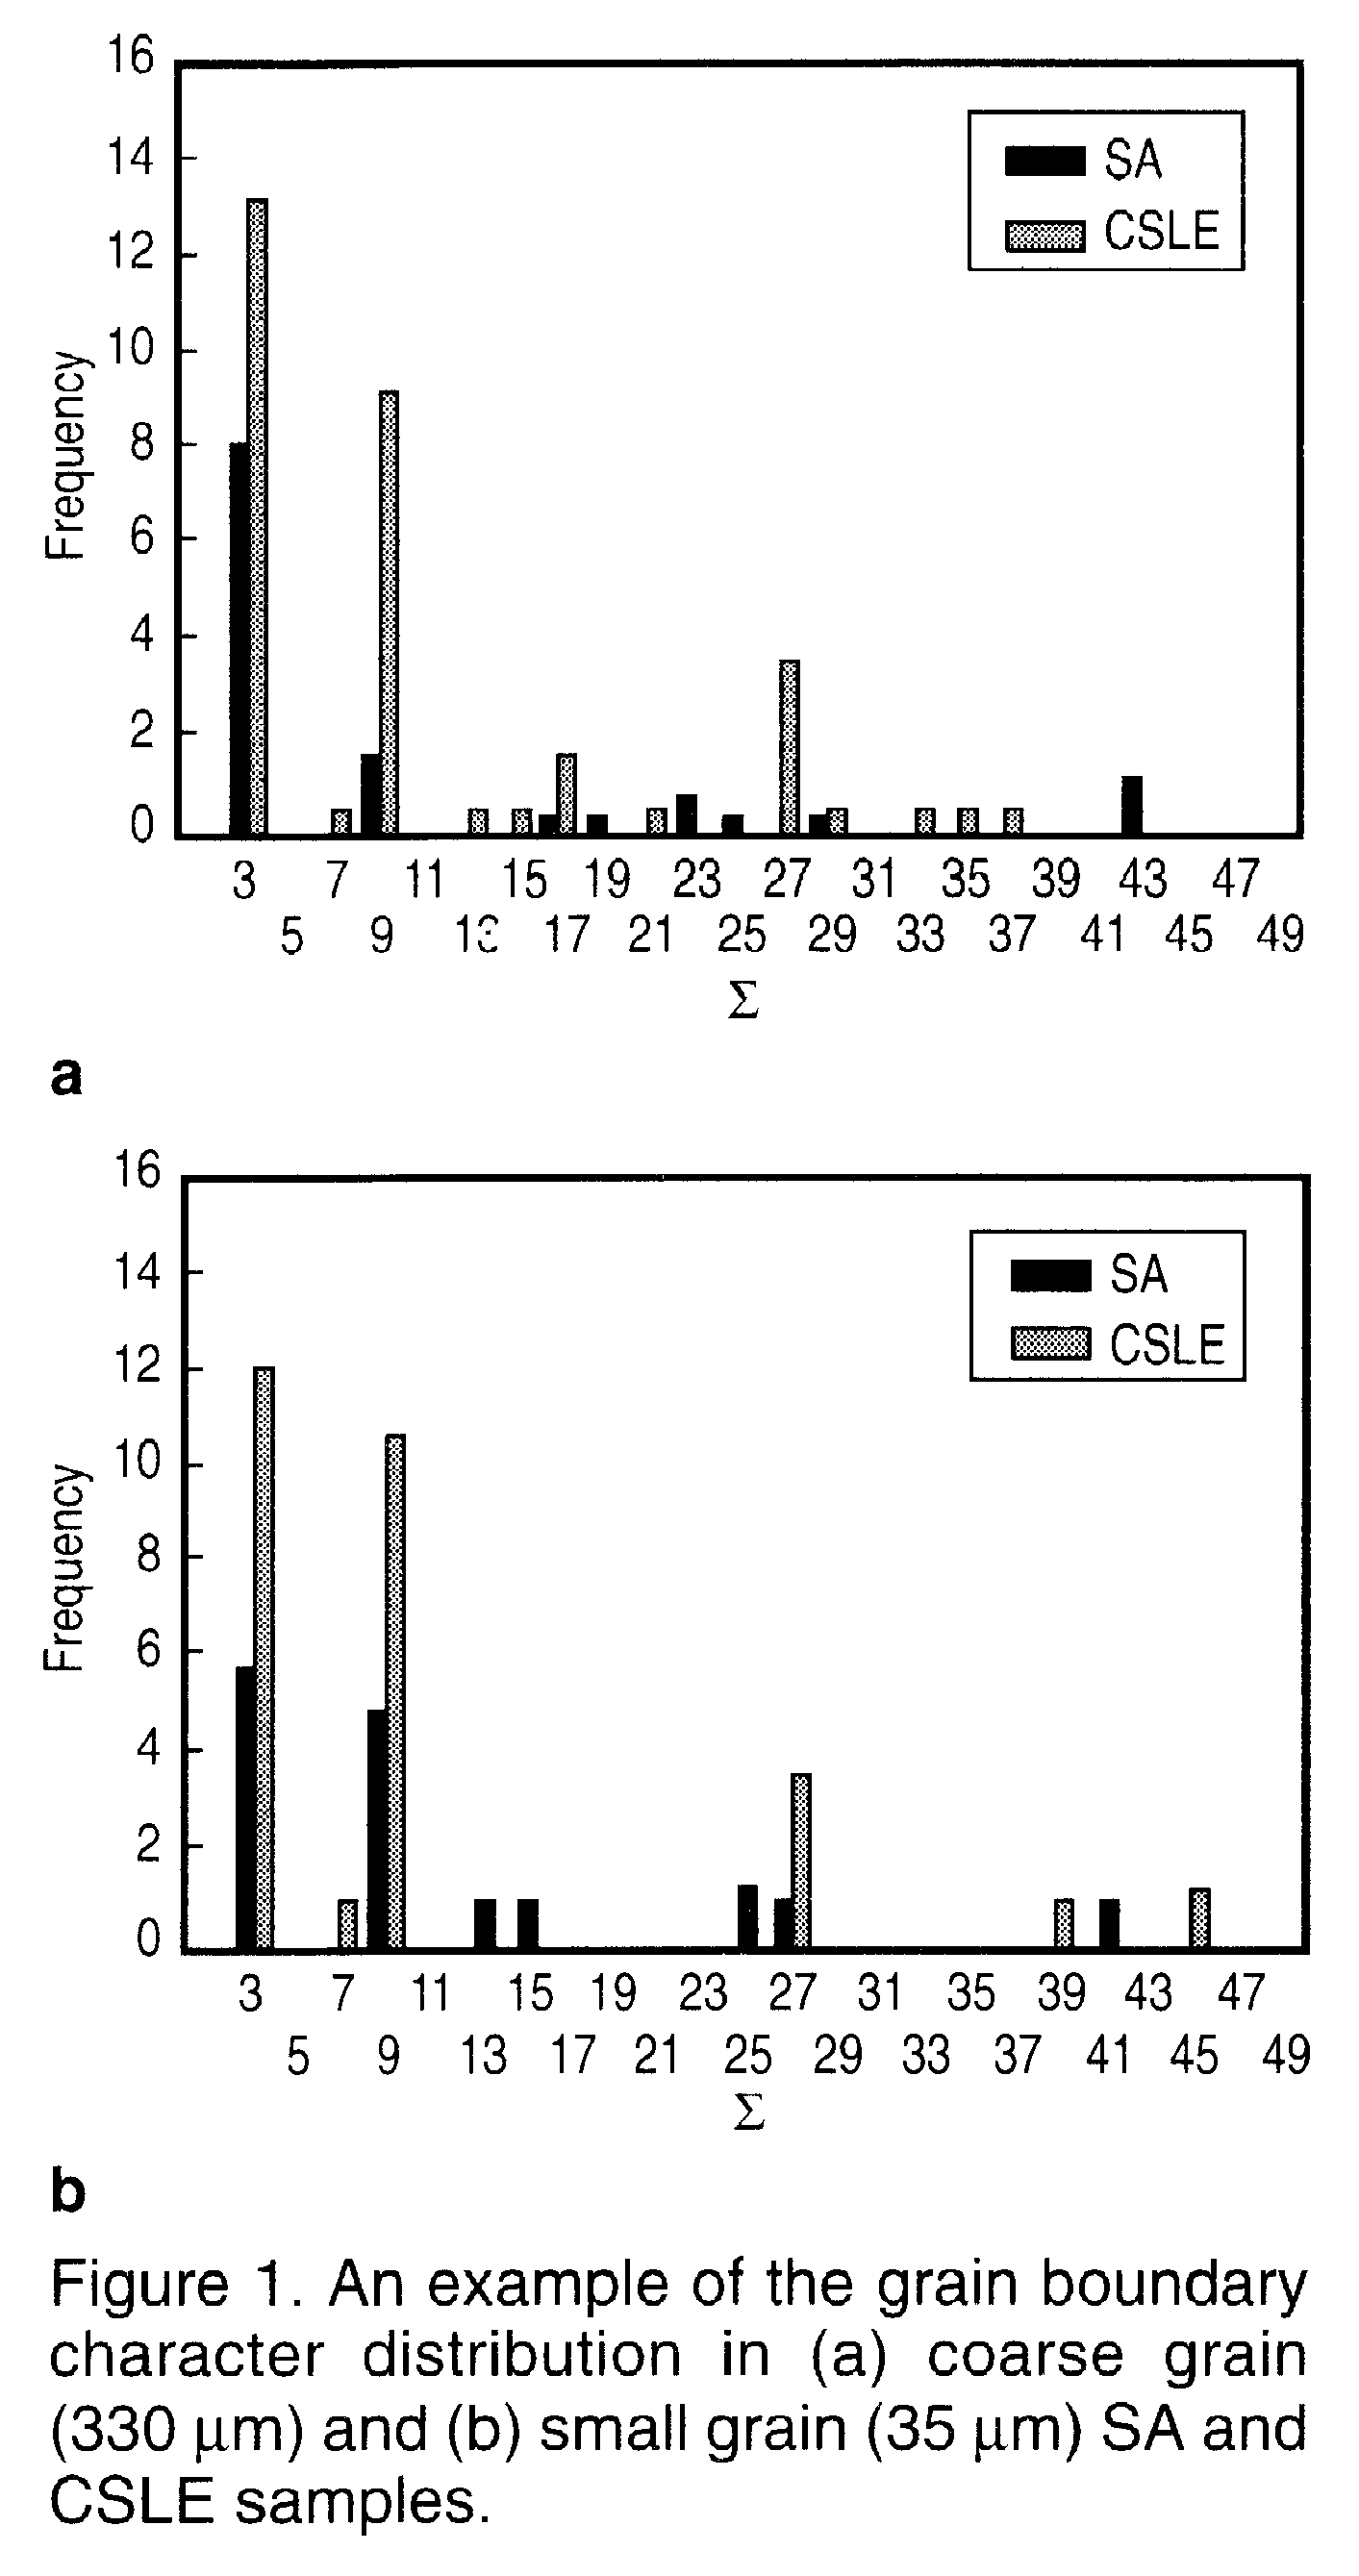 16
14
12
10
8
6
4
2
0
Frequency
SA
CSLE
3 7 11 15 19 23 27 31 35 39 43 47
5 9 13 17 21 25 29 33 37 41 45 49
Σ
a
16
14
12
10
8
6
4
2
0
Frequency
SA
CSLE
3 7 11 15 19 23 27 31 35 39 43 47
5 9 13 17 21 25 29 33 37 41 45 49
Σ
b
Figure 1. An example of the grain boundary
character distribution in (a) coarse grain
(330 μm) and (b) small grain (35 μm) SA and
CSLE samples.